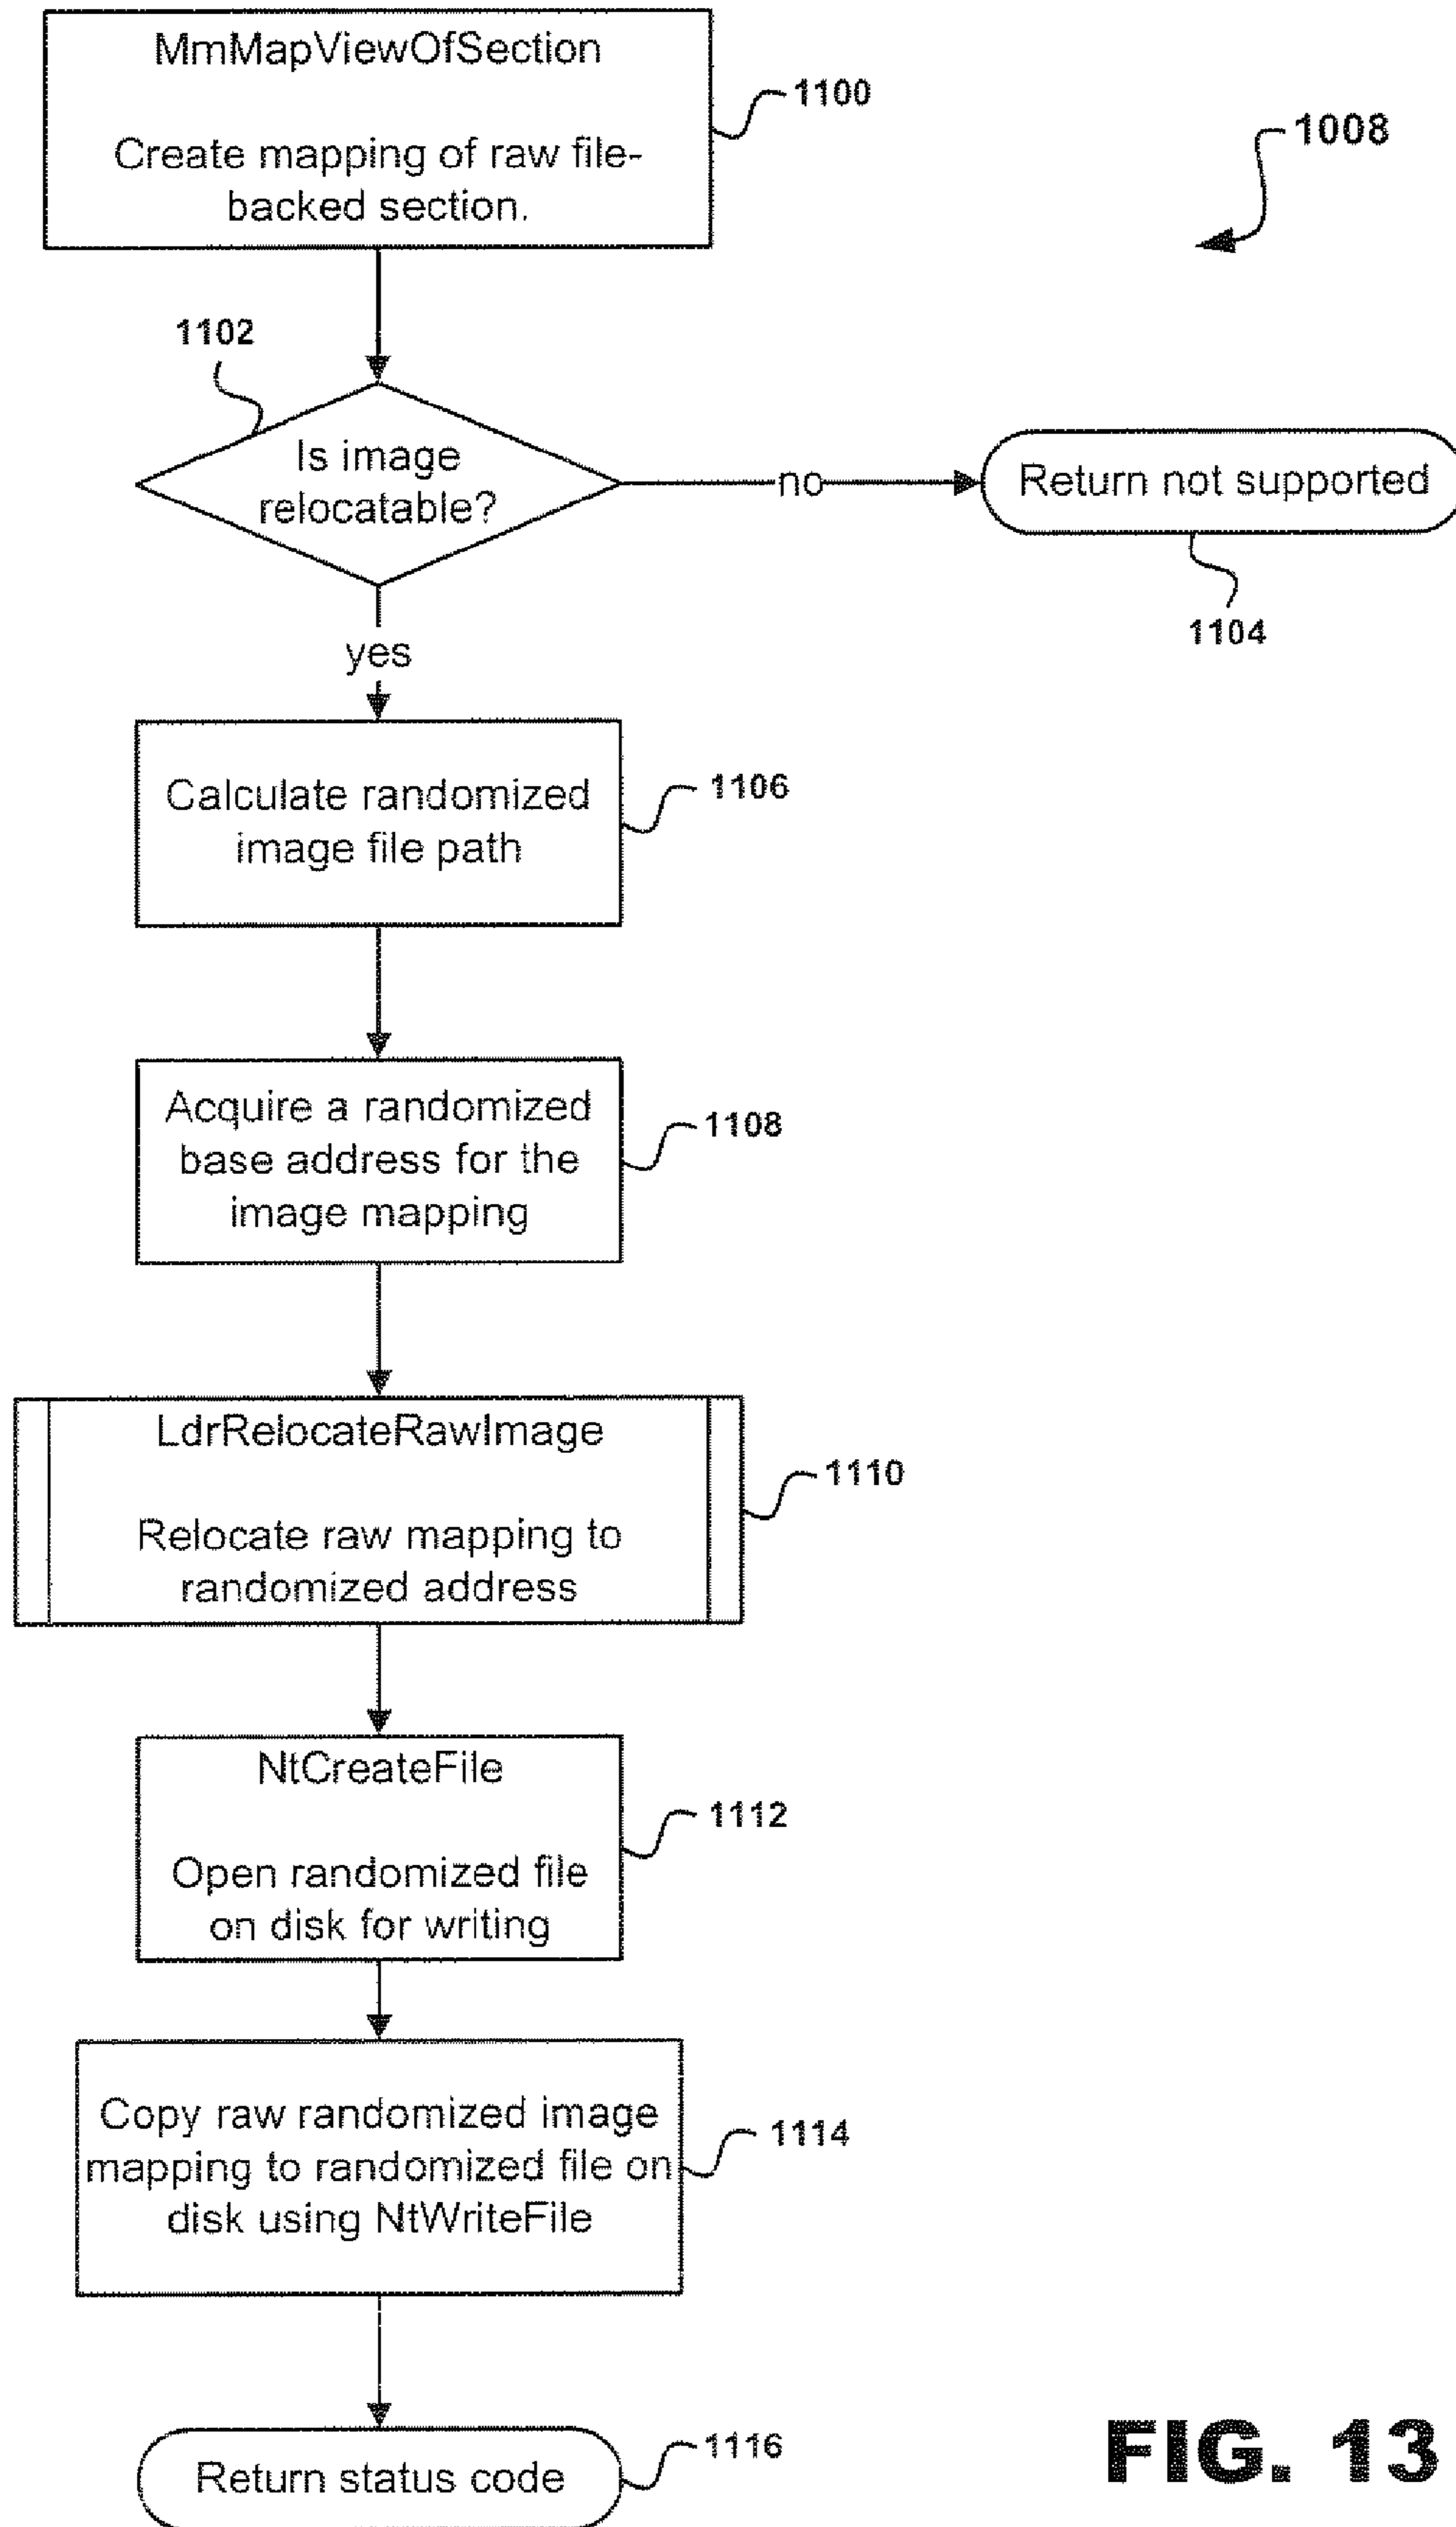 MmMapViewOfSection
Create mapping of raw file-
backed section.
1100
1008
1102
Is image
relocatable?
no
Return not supported
1104
yes
Calculate randomized
image file path
1106
Acquire a randomized
base address for the
image mapping
1108
LdrRelocateRawImage
Relocate raw mapping to
randomized address
1110
NtCreateFile
Open randomized file
on disk for writing
1112
Copy raw randomized image
mapping to randomized file on
disk using NtWriteFile
1114
Return status code
1116
FIG. 13